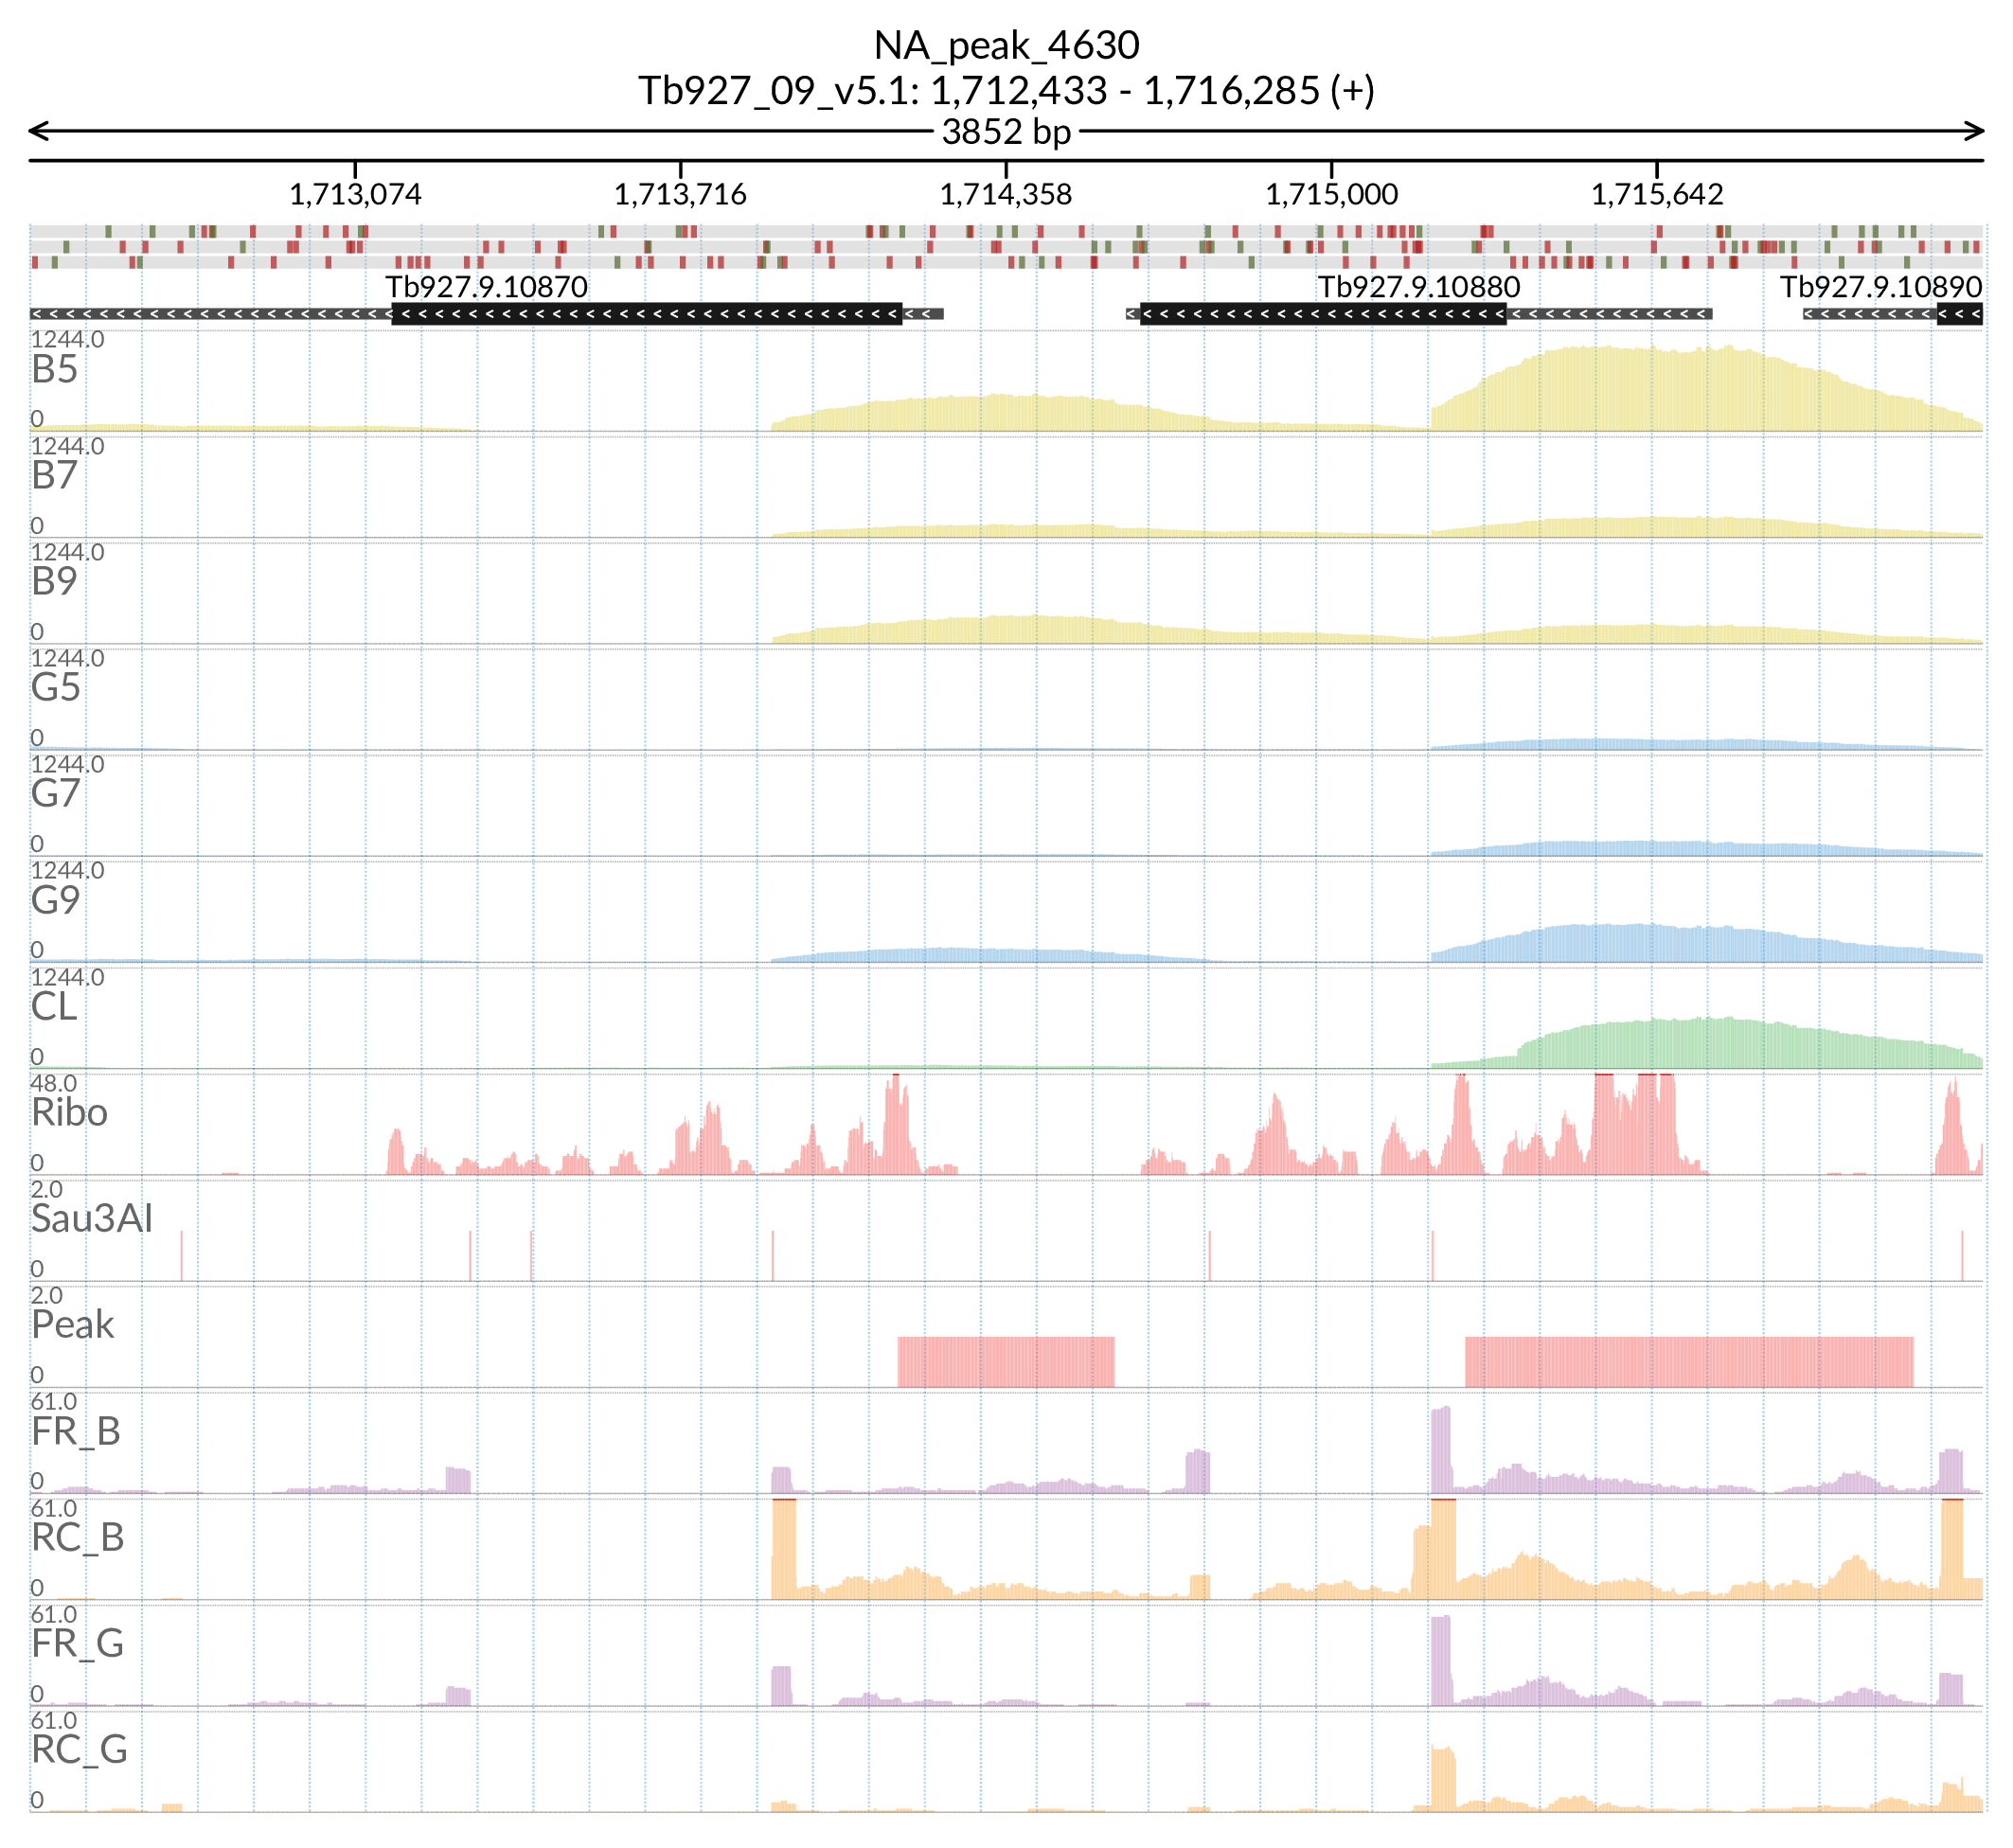 NA_peak_4630
Tb927_09_v5.1: 1,712,433 - 1,716,285 (+)
3852 bp
1,713,074 1,713,716 1,714,358 1,715,000 1,715,642
Tb927.9.10870 Tb927.9.10880 Tb927.9.10890
1244.0
B5
0
1244.0
B7
0
1244.0
B9
0
1244.0
G5
0
1244.0
G7
0
1244.0
G9
0
1244.0
CL
0
48.0
Ribo
0
2.0
Sau3AI
0
2.0
Peak
0
61.0
FR_B
0
61.0
RC_B
0
61.0
FR_G
0
61.0
RC_G
0